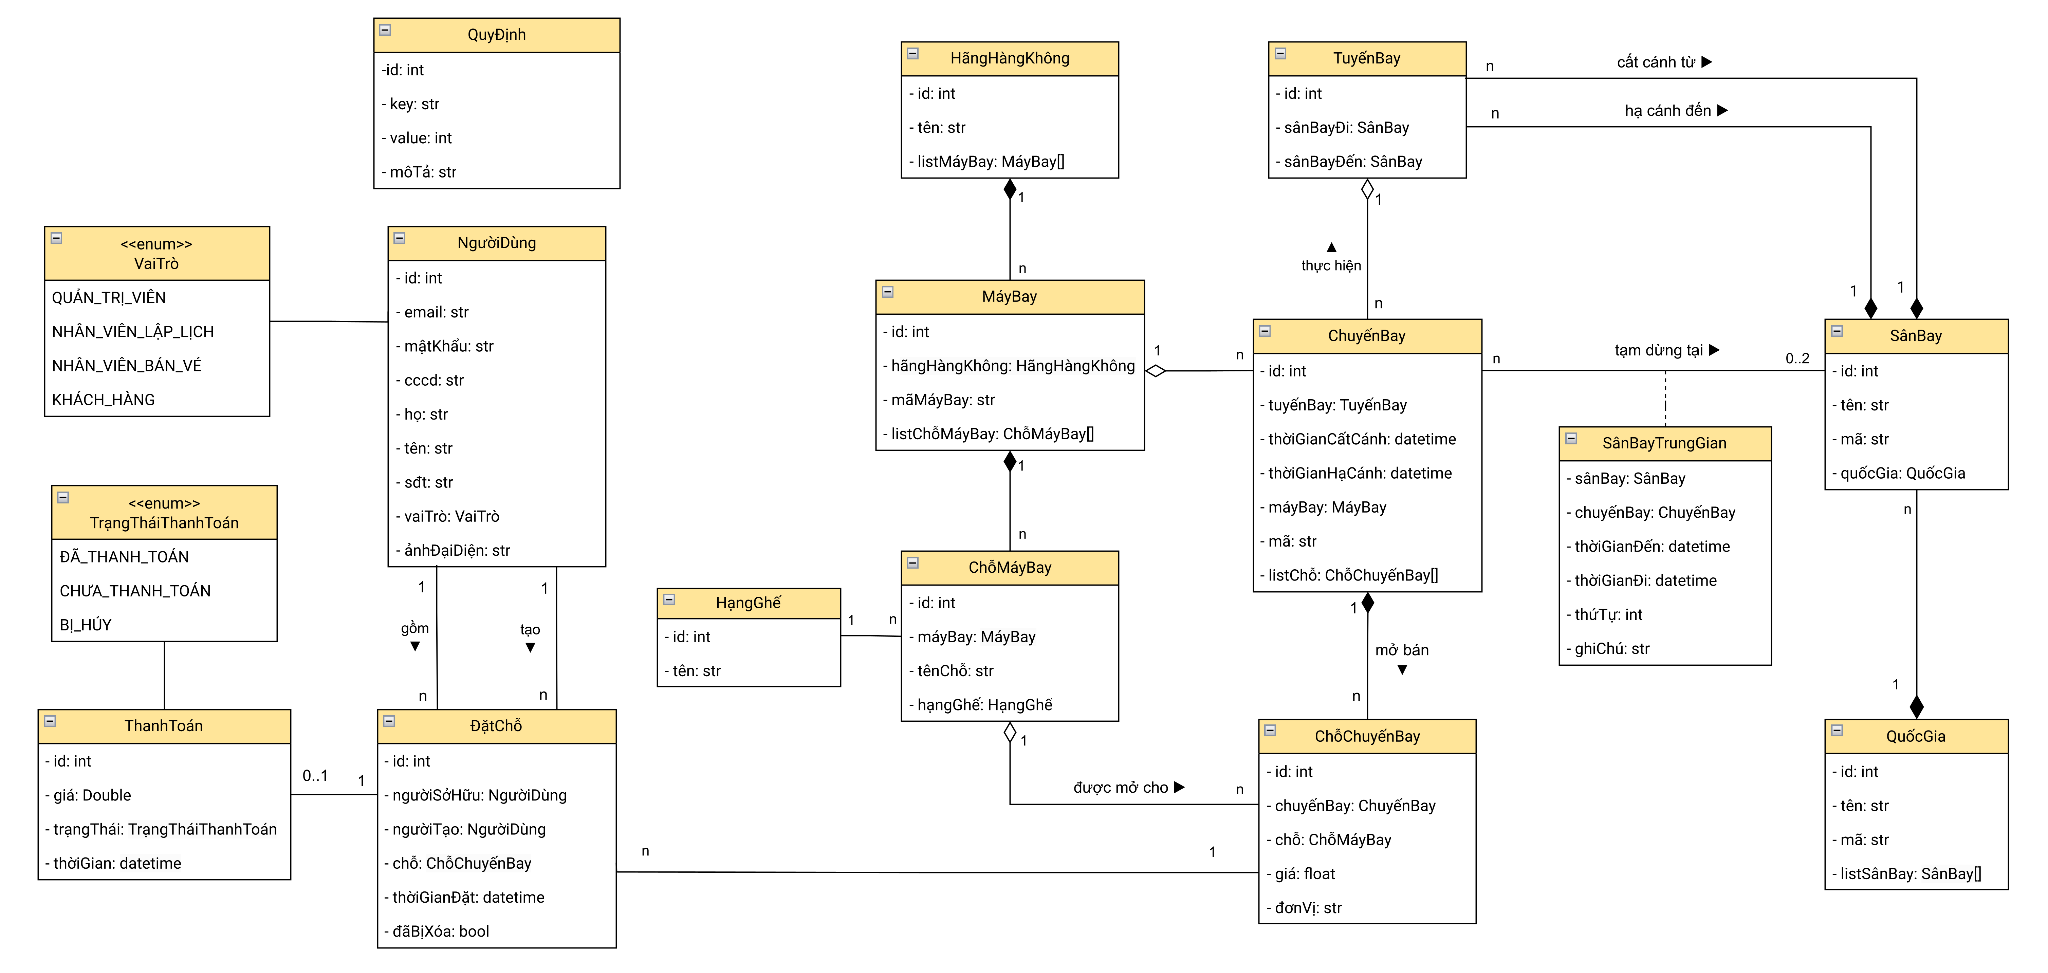 QuyĐịnh
-id: int
- key: str
- value: int
- môTả: str
HãngHàngKhông
- id: int
- tên: str
- listMáyBay: MáyBay[]
1
n
TuyếnBay
- id: int
- sânBayĐi: SânBay
- sânBayĐến: SânBay
n
cất cánh từ ▶
n
hạ cánh đến ▶
1
1
1
▲
thực hiện
n
<<enum>>
VaiTrò
QUẢN_TRỊ_VIÊN
NHÂN_VIÊN_LẬP_LỊCH
NHÂN_VIÊN_BÁN_VÉ
KHÁCH_HÀNG
NgườiDùng
- id: int
- email: str
- mậtKhẩu: str
- cccd: str
- họ: str
- tên: str
- sđt: str
- vaiTrò: VaiTrò
- ảnhĐạiDiện: str
MáyBay
- id: int
- hãngHàngKhông: HãngHàngKhông
- mãMáyBay: str
- listChỗMáyBay: ChỗMáyBay[]
1
n
1
n
ChuyếnBay
- id: int
- tuyếnBay: TuyếnBay
- thờiGianCấtCánh: datetime
- thờiGianHạCánh: datetime
- máyBay: MáyBay
- mã: str
- listChỗ: ChỗChuyếnBay[]
n
tạm dừng tại ▶
0..2
SânBay
- id: int
- tên: str
- mã: str
- quốcGia: QuốcGia
n
1
SânBayTrungGian
- sânBay: SânBay
- chuyếnBay: ChuyếnBay
- thờiGianĐến: datetime
- thờiGianĐi: datetime
- thứTự: int
- ghiChú: str
<<enum>>
TrạngTháiThanhToán
ĐÃ_THANH_TOÁN
CHƯA_THANH_TOÁN
BỊ_HỦY
1
gồm
▼
n
1
tạo
▼
n
HạngGhế
- id: int
- tên: str
1
n
ChỗMáyBay
- id: int
- máyBay: MáyBay
- tênChỗ: str
- hạngGhế: HạngGhế
1
được mở cho ▶
n
1
mở bán
▼
n
ThanhToán
- id: int
- giá: Double
- trạngThái: TrạngTháiThanhToán
- thờiGian: datetime
0..1
1
ĐặtChỗ
- id: int
- ngườiSởHữu: NgườiDùng
- ngườiTạo: NgườiDùng
- chỗ: ChỗChuyếnBay
- thờiGianĐặt: datetime
- đãBịXóa: bool
n
1
ChỗChuyếnBay
- id: int
- chuyếnBay: ChuyếnBay
- chỗ: ChỗMáyBay
- giá: float
- đơnVị: str
QuốcGia
- id: int
- tên: str
- mã: str
- listSânBay: SânBay[]